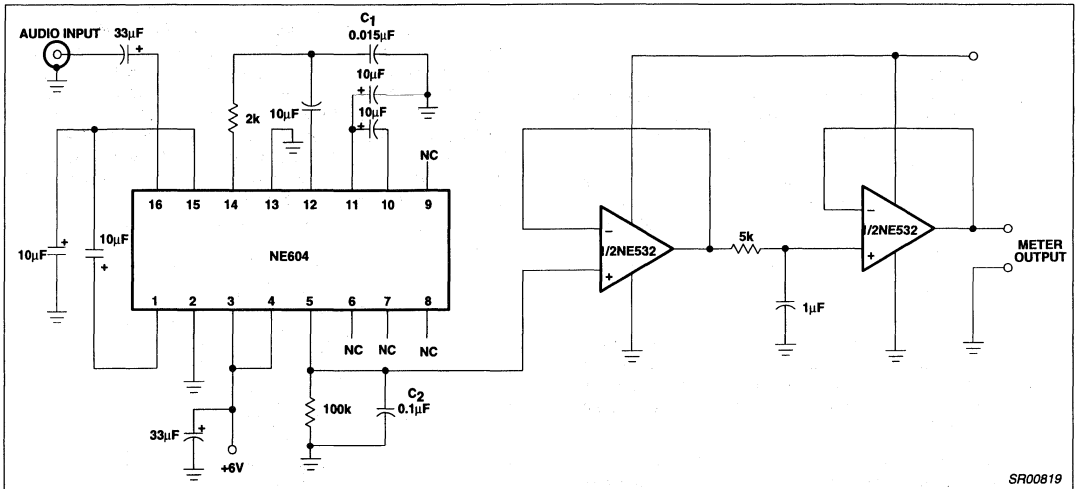 C1
AUDIO INPUT
33µF
0.015µF
10µF
10µF
10µF
2k
NC
16 15 14 13 12 11 10 9
10µF
10µF
NE604
1 2 3 4 5 6 7 8
NC NC NC
C2
0.1µF
100k
33µF
+6V
−
+
1/2NE532
5k
1µF
−
+
1/2NE532
METER
OUTPUT
SR00819